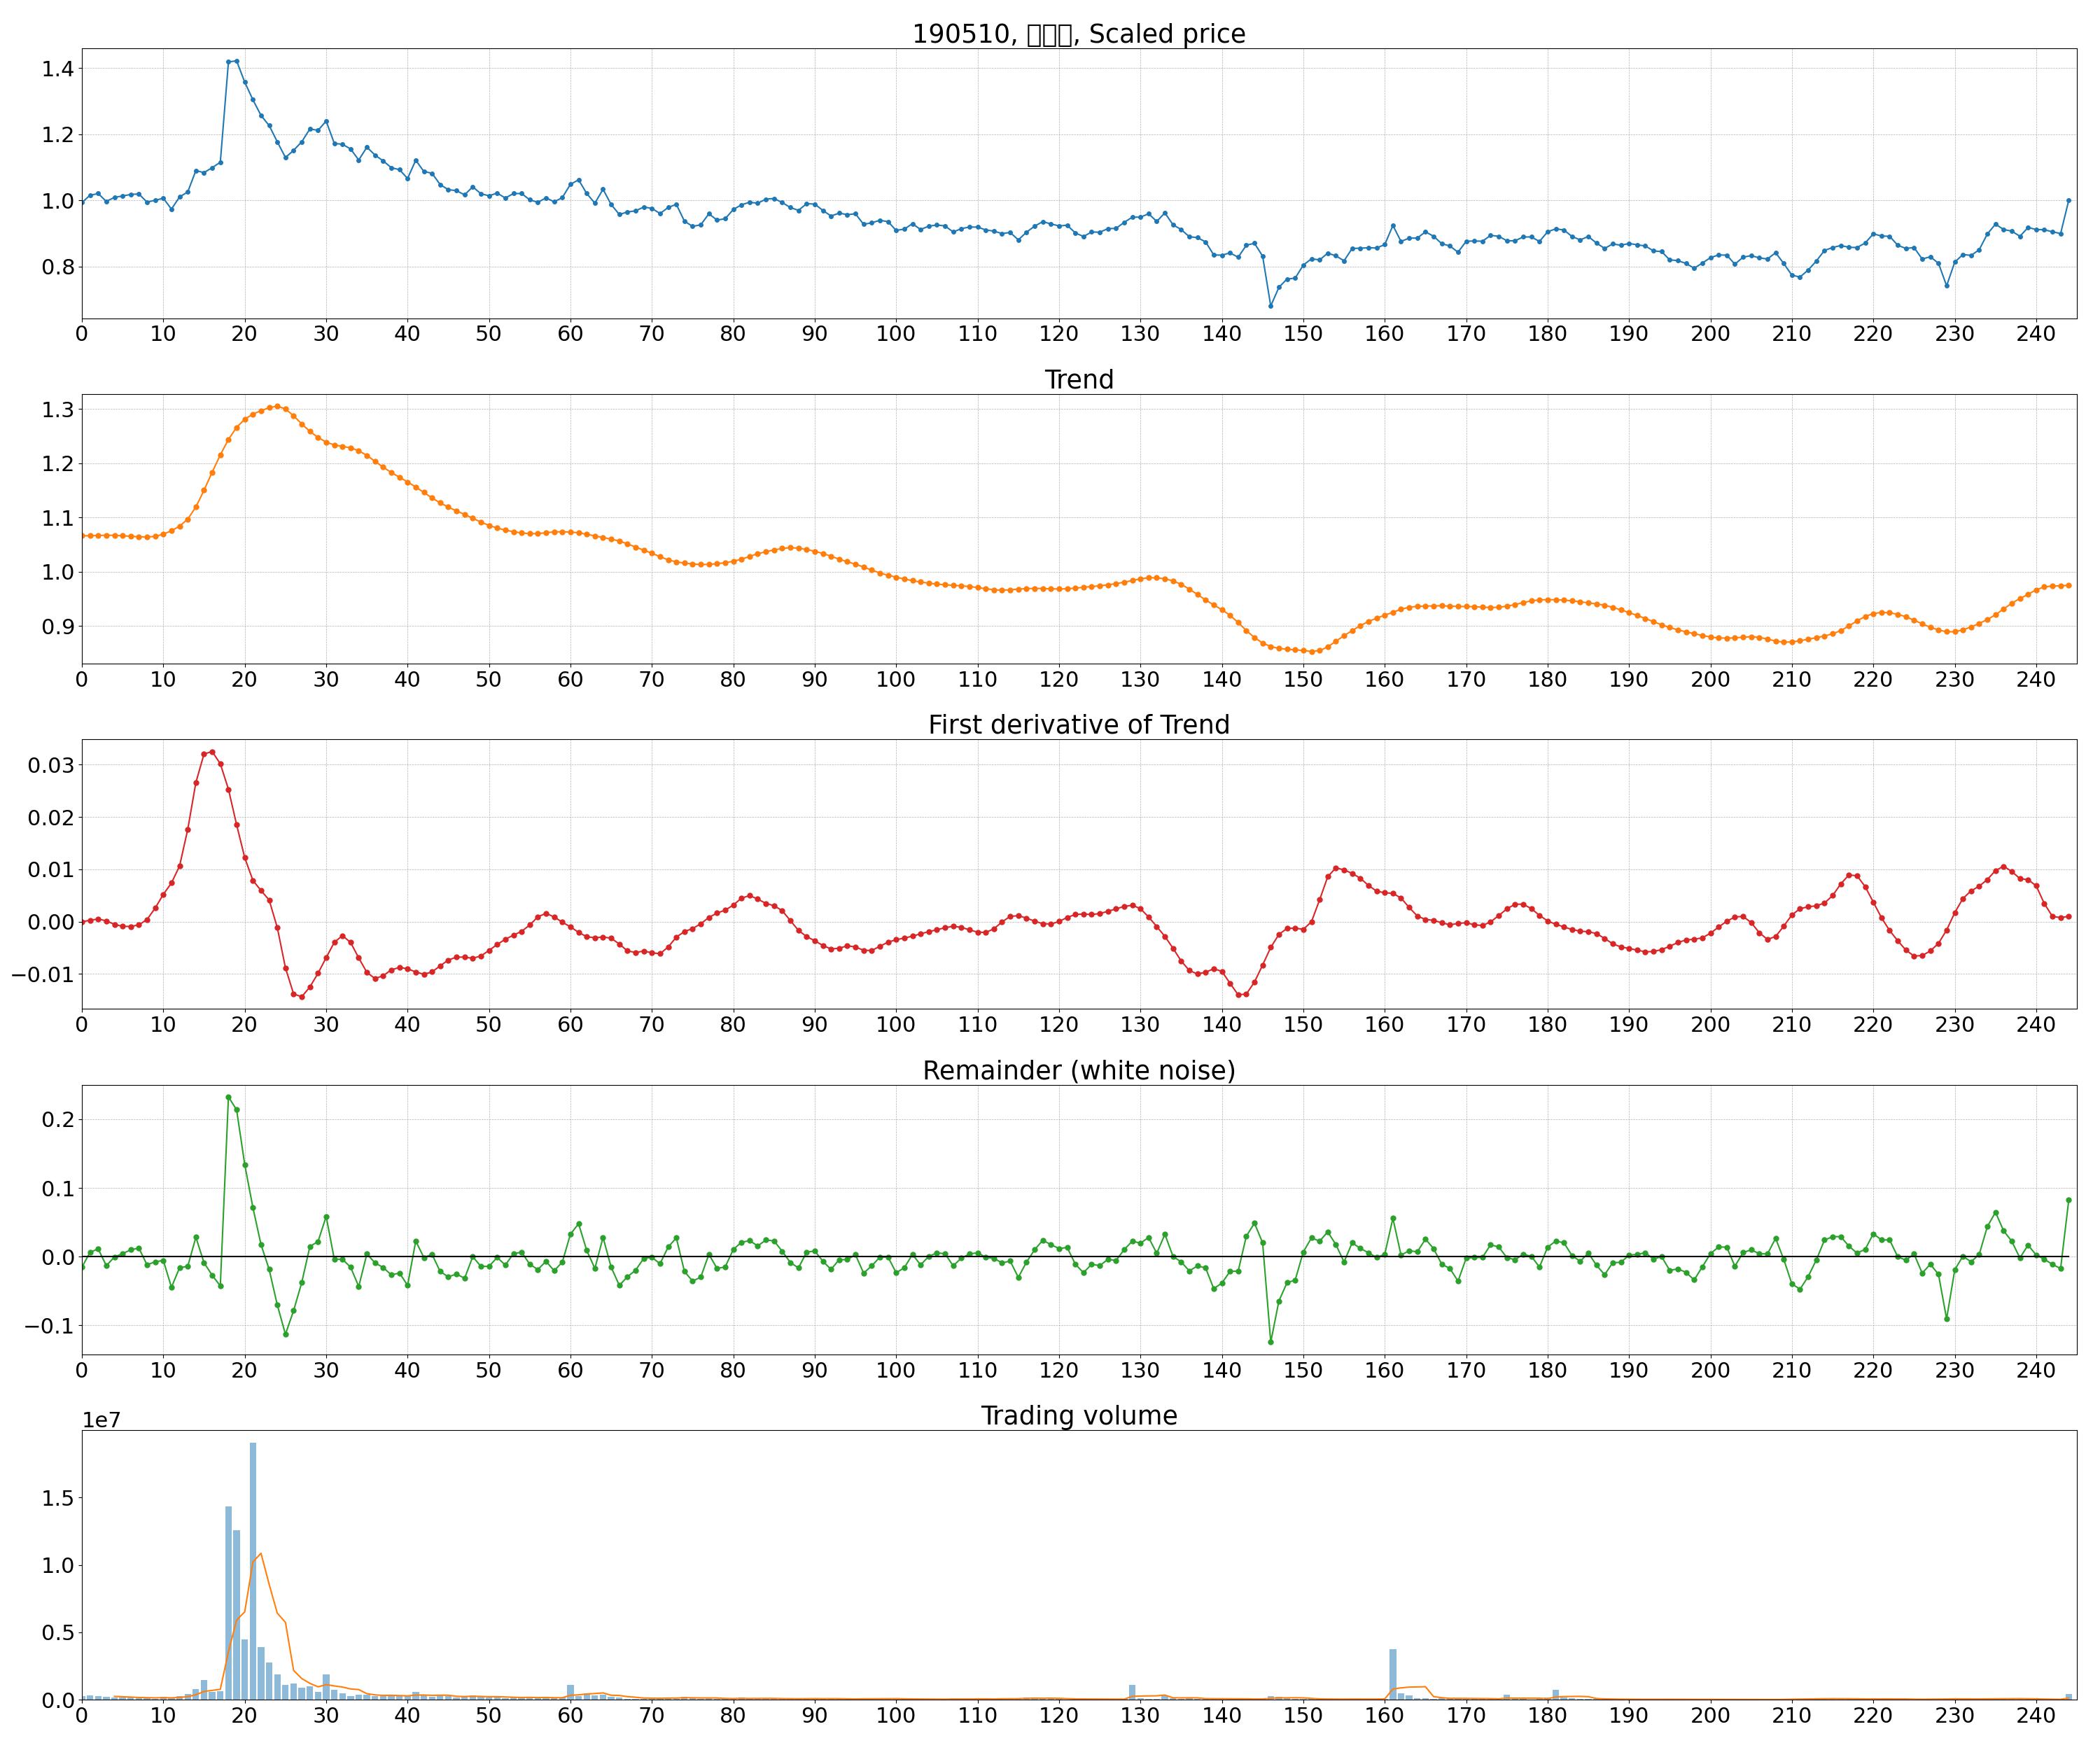 190510, □□□, Scaled price
1.4
1.2
1.0
0.8
0 10 20 30 40 50 60 70 80 90 100 110 120 130 140 150 160 170 180 190 200 210 220 230 240
Trend
1.3
1.2
1.1
1.0
0.9
0 10 20 30 40 50 60 70 80 90 100 110 120 130 140 150 160 170 180 190 200 210 220 230 240
First derivative of Trend
0.03
0.02
0.01
0.00
−0.01
0 10 20 30 40 50 60 70 80 90 100 110 120 130 140 150 160 170 180 190 200 210 220 230 240
Remainder (white noise)
0.2
0.1
0.0
−0.1
0 10 20 30 40 50 60 70 80 90 100 110 120 130 140 150 160 170 180 190 200 210 220 230 240
Trading volume
1e7
1.5
1.0
0.5
0.0
0 10 20 30 40 50 60 70 80 90 100 110 120 130 140 150 160 170 180 190 200 210 220 230 240